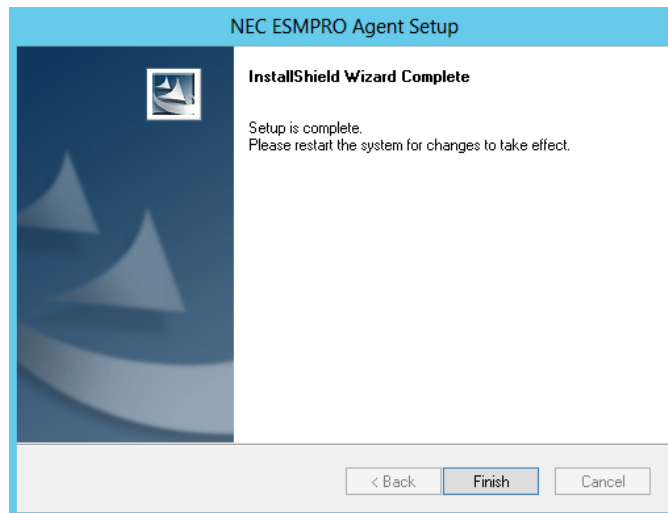 NEC ESMPRO Agent Setup
InstallShield Wizard Complete
Setup is complete.
Please restart the system for changes to take effect.
< Back
Finish
Cancel